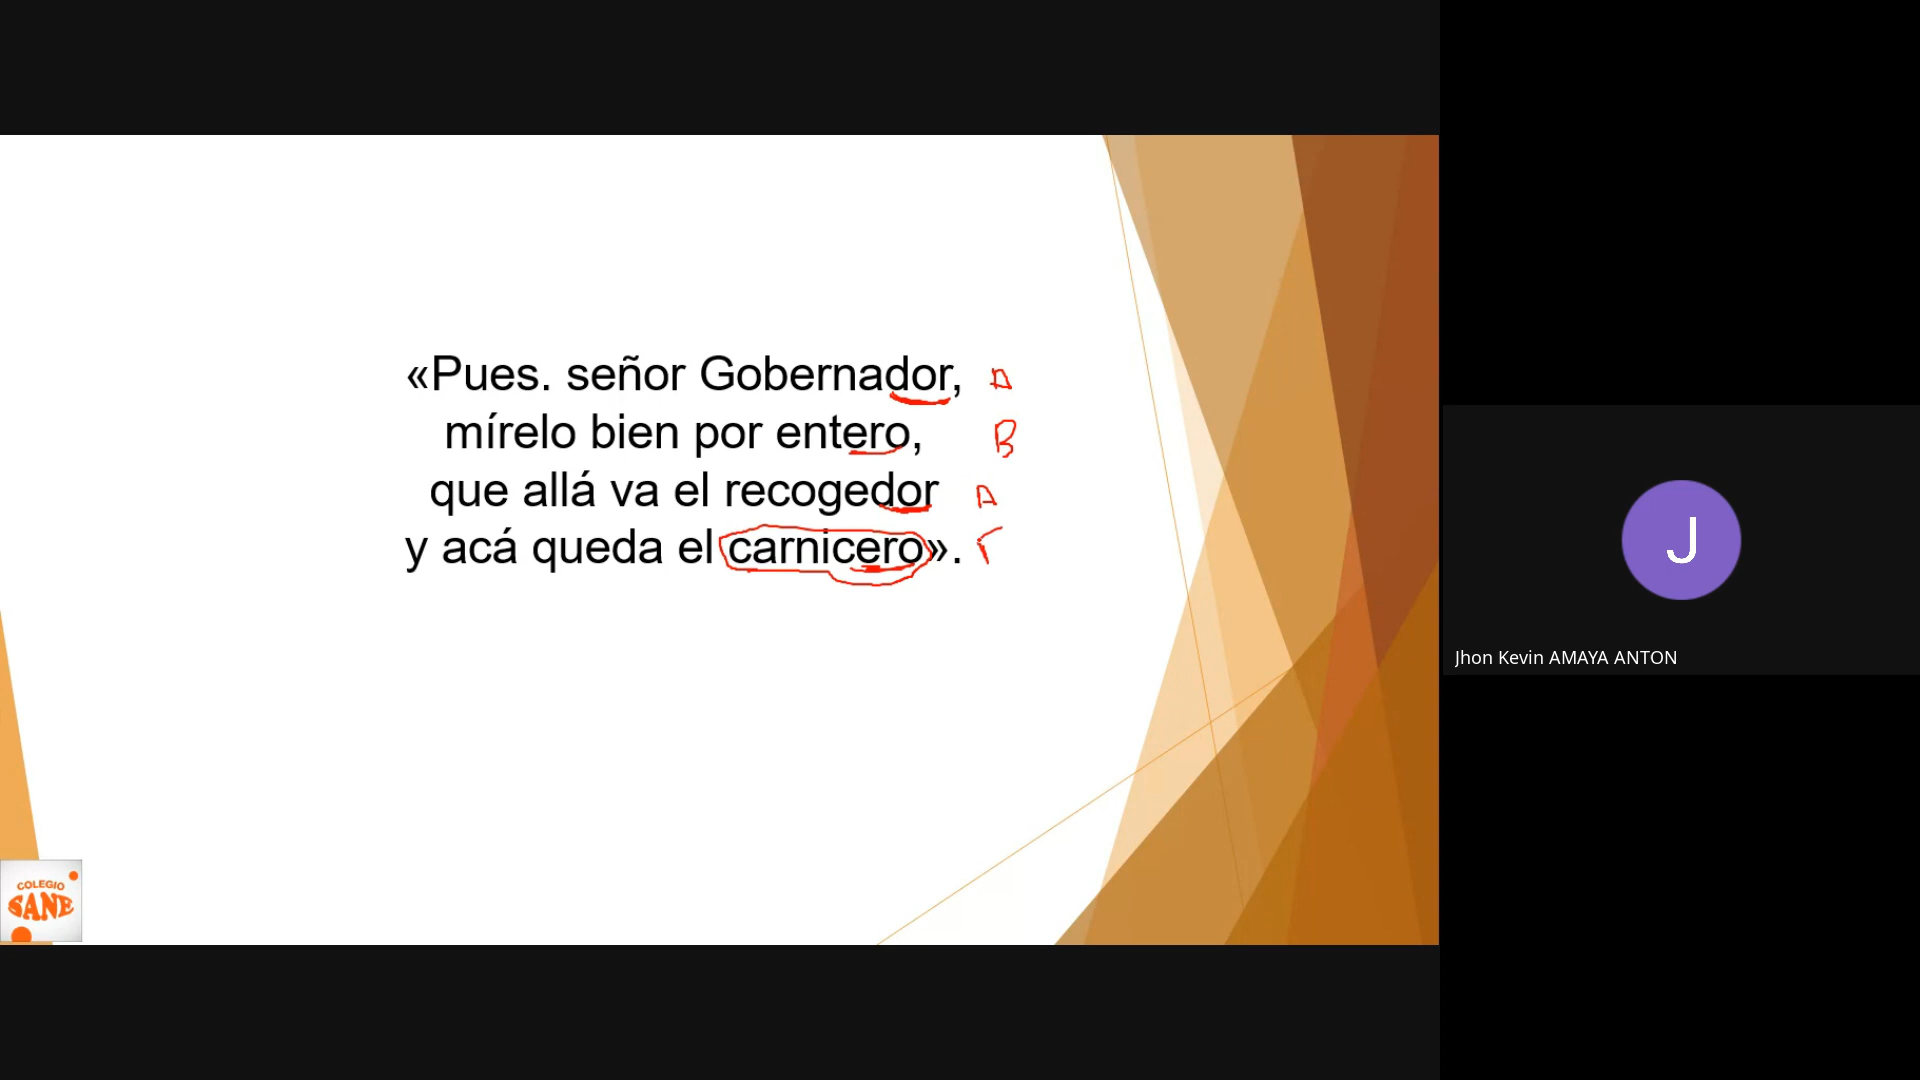 «Pues. señor Gobernador, A
mírelo bien por entero, B
que allá va el recogedor A
y acá queda el carnicero».
COLEGIO
SANE
J
Jhon Kevin AMAYA ANTON